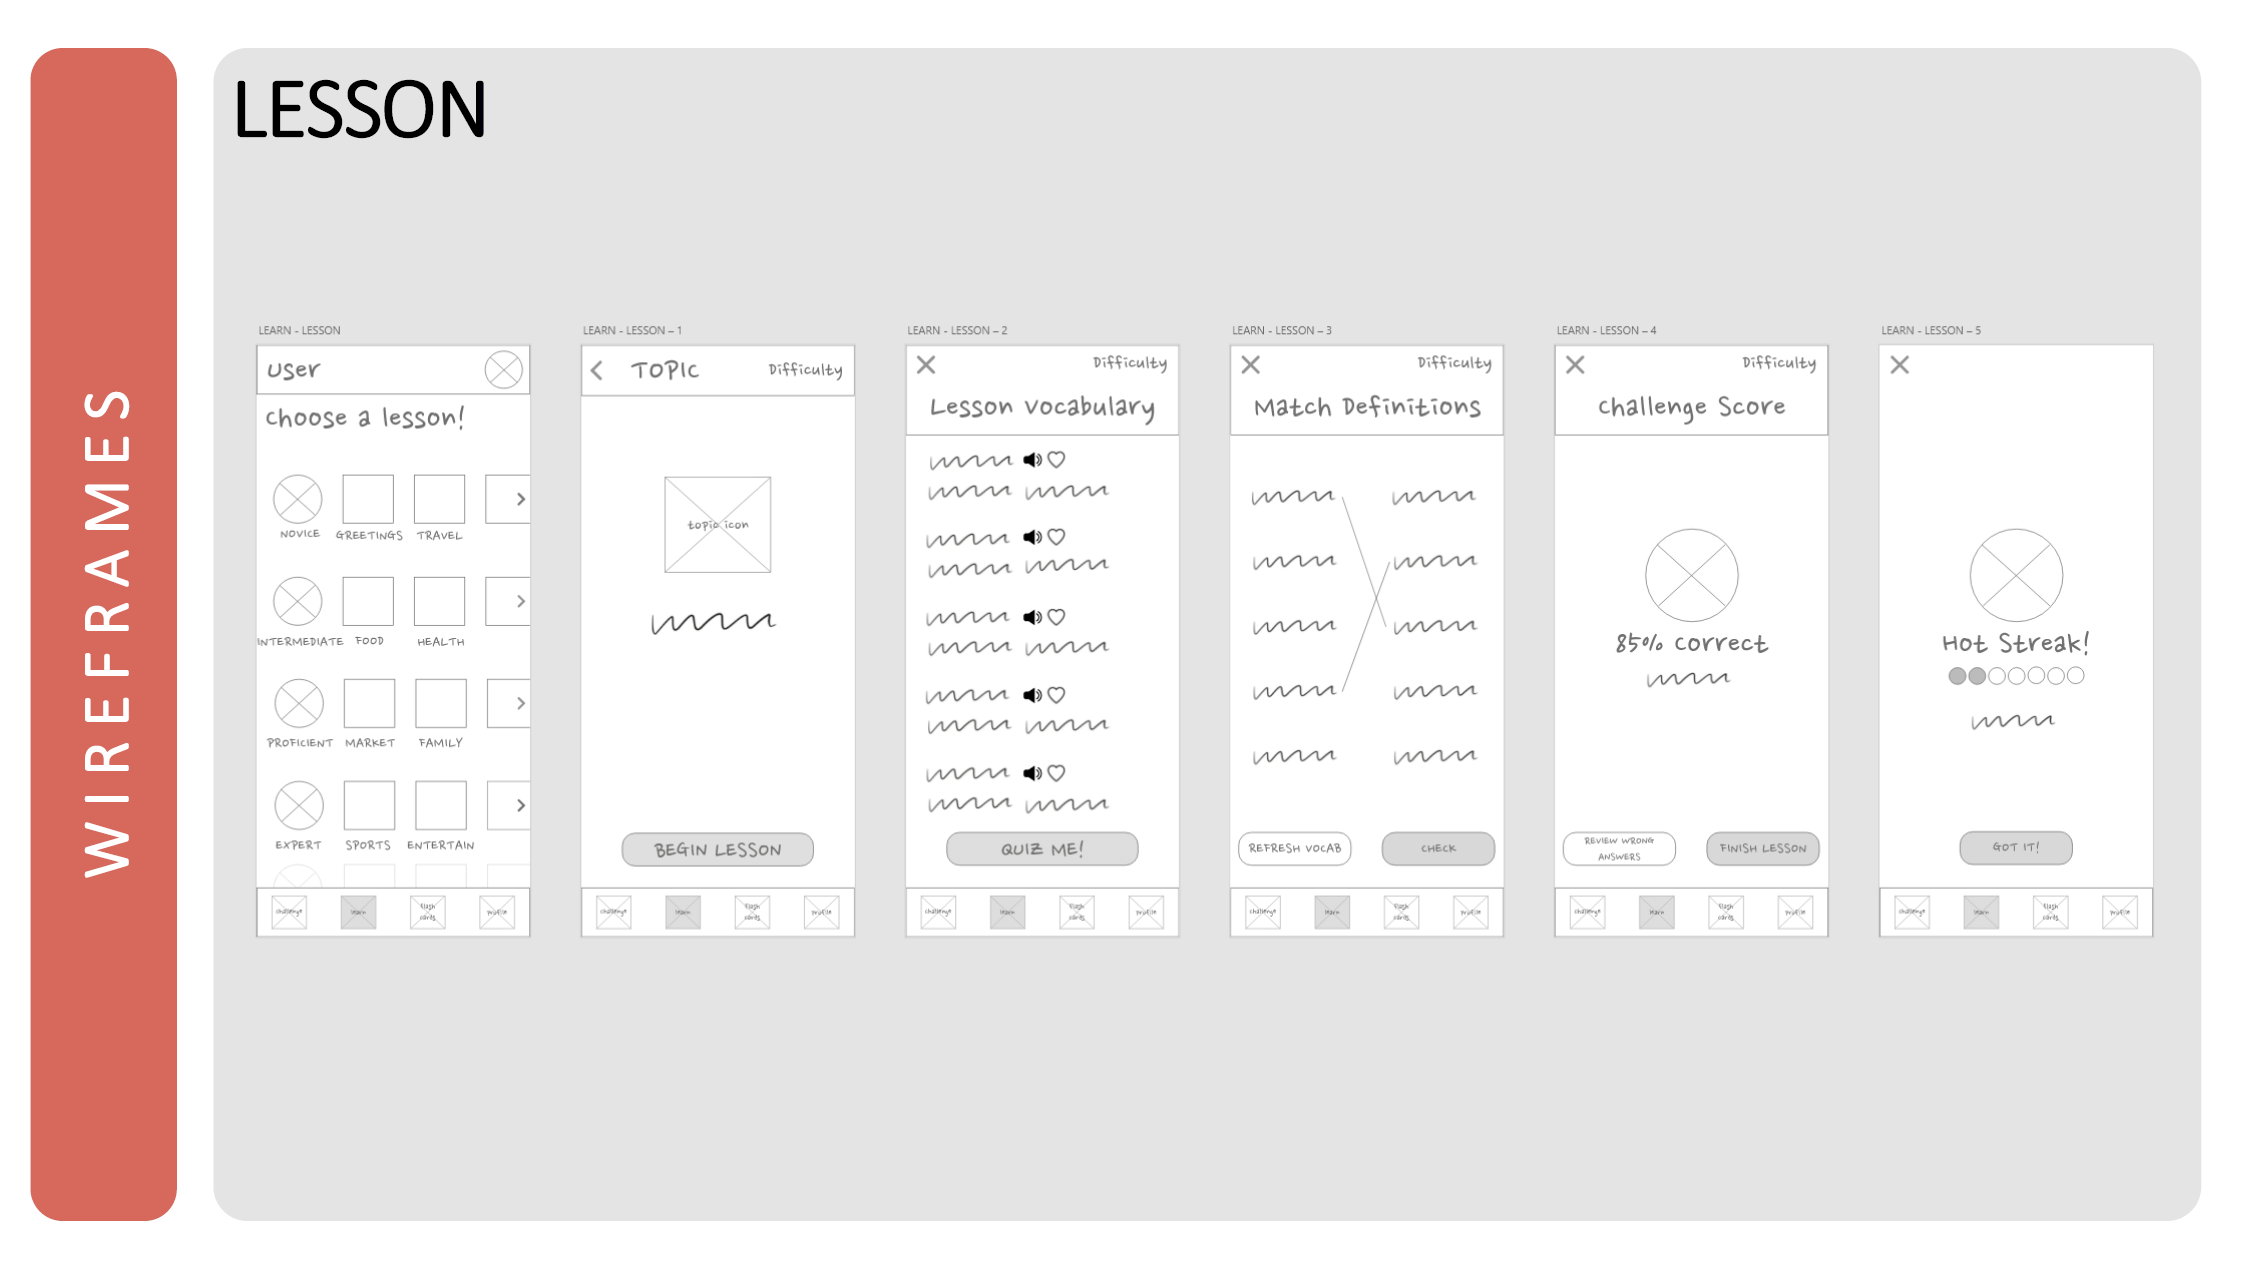 WIREFRAMES
LESSON
LEARN - LESSON
User
Choose a lesson!
NOVICE GREETINGS TRAVEL
INTERMEDIATE FOOD HEALTH
PROFICIENT MARKET FAMILY
EXPERT SPORTS ENTERTAIN
challenge learn flash cards profile
LEARN - LESSON – 1
TOPIC Difficulty
topic icon
BEGIN LESSON
challenge learn flash cards profile
LEARN - LESSON – 2
Difficulty
Lesson Vocabulary
QUIZ ME!
challenge learn flash cards profile
LEARN - LESSON – 3
Difficulty
Match Definitions
REFRESH VOCAB CHECK
challenge learn flash cards profile
LEARN - LESSON – 4
Difficulty
Challenge Score
85% correct
REVIEW WRONG
ANSWERS
FINISH LESSON
challenge learn flash cards profile
LEARN - LESSON – 5
Hot Streak!
GOT IT!
challenge learn flash cards profile